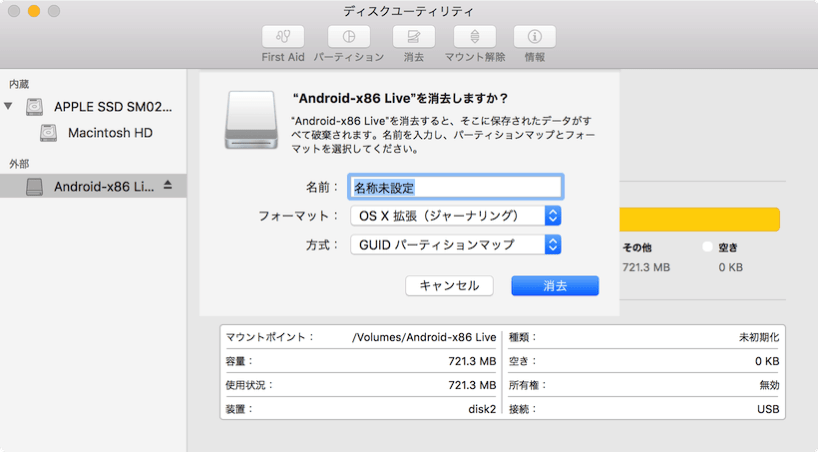 ディスクユーティリティ
First Aid パーティション 消去 マウント解除 情報
内蔵
APPLE SSD SM02...
Macintosh HD
外部
Android-x86 Li...
"Android-x86 Live"を消去しますか？
"Android-x86 Live"を消去すると、そこに保存されたデータがす
べて破棄されます。名前を入力し、パーティションマップとフォー
マットを選択してください。
名前： 名称未設定
フォーマット： OS X 拡張（ジャーナリング）
方式： GUID パーティションマップ
キャンセル 消去
その他 空き
721.3 MB 0 KB
マウントポイント： /Volumes/Android-x86 Live 種類： 未初期化
容量： 721.3 MB 空き： 0 KB
使用状況： 721.3 MB 所有権： 無効
装置： disk2 接続： USB